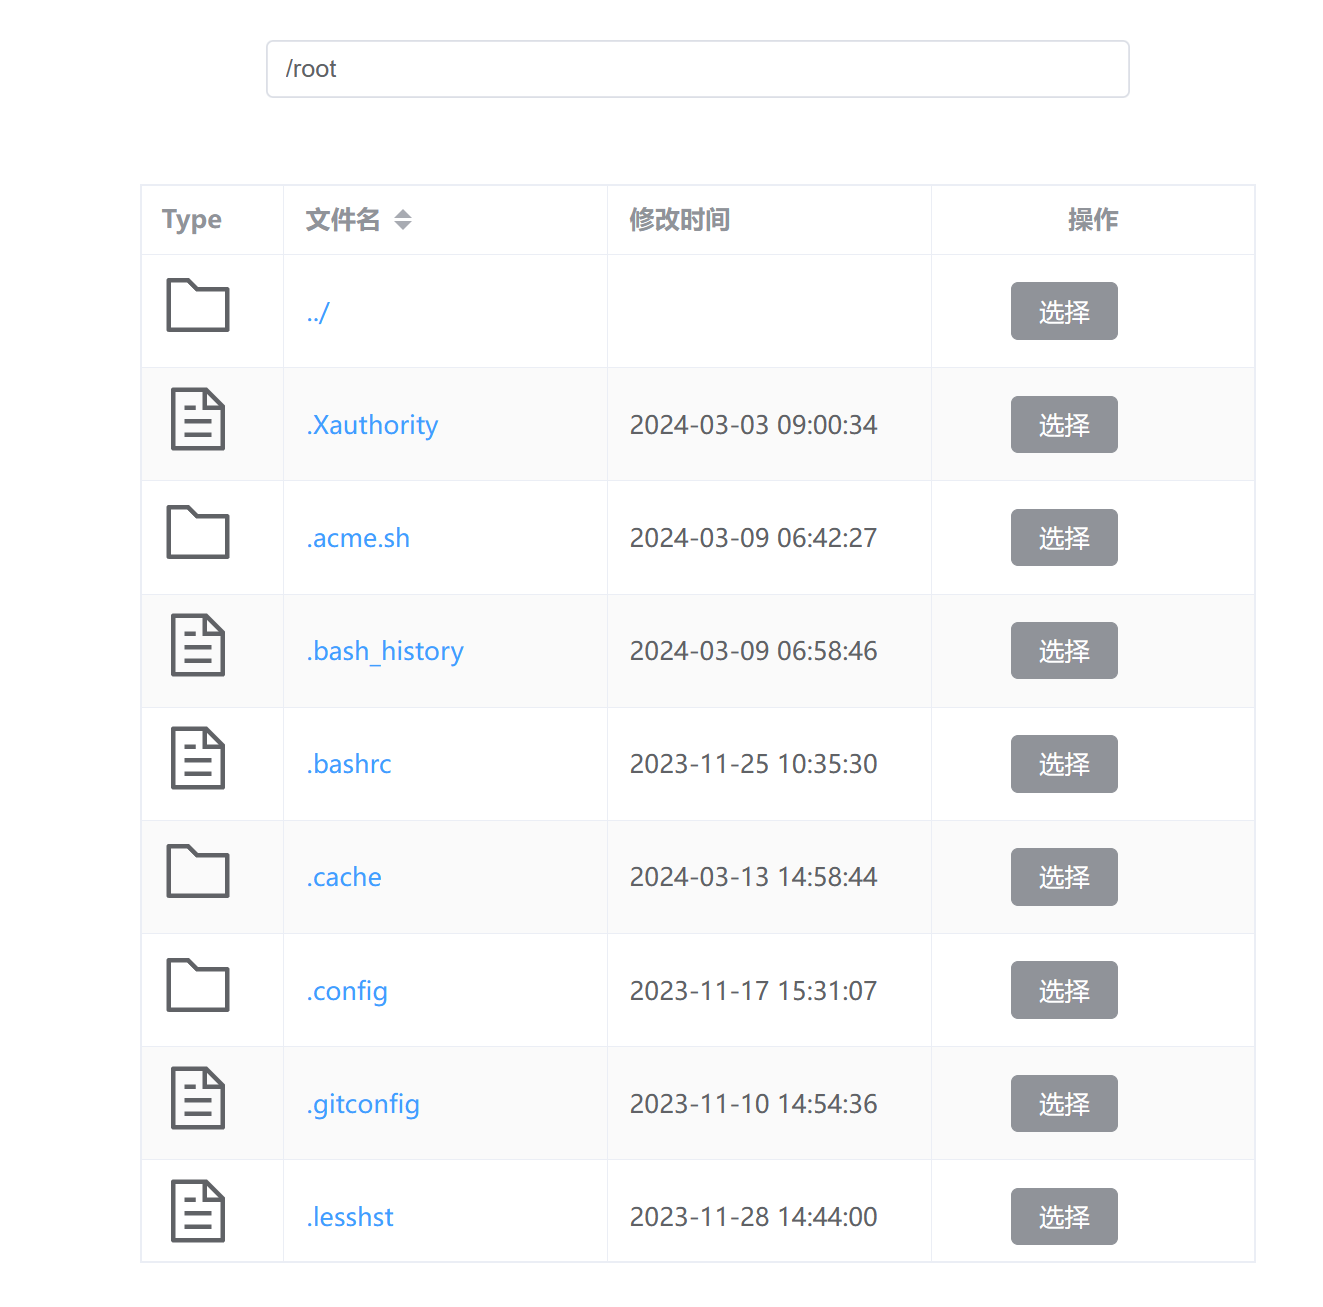 /root
Type 文件名 修改时间 操作
../ 选择
.Xauthority 2024-03-03 09:00:34 选择
.acme.sh 2024-03-09 06:42:27 选择
.bash_history 2024-03-09 06:58:46 选择
.bashrc 2023-11-25 10:35:30 选择
.cache 2024-03-13 14:58:44 选择
.config 2023-11-17 15:31:07 选择
.gitconfig 2023-11-10 14:54:36 选择
.lesshst 2023-11-28 14:44:00 选择